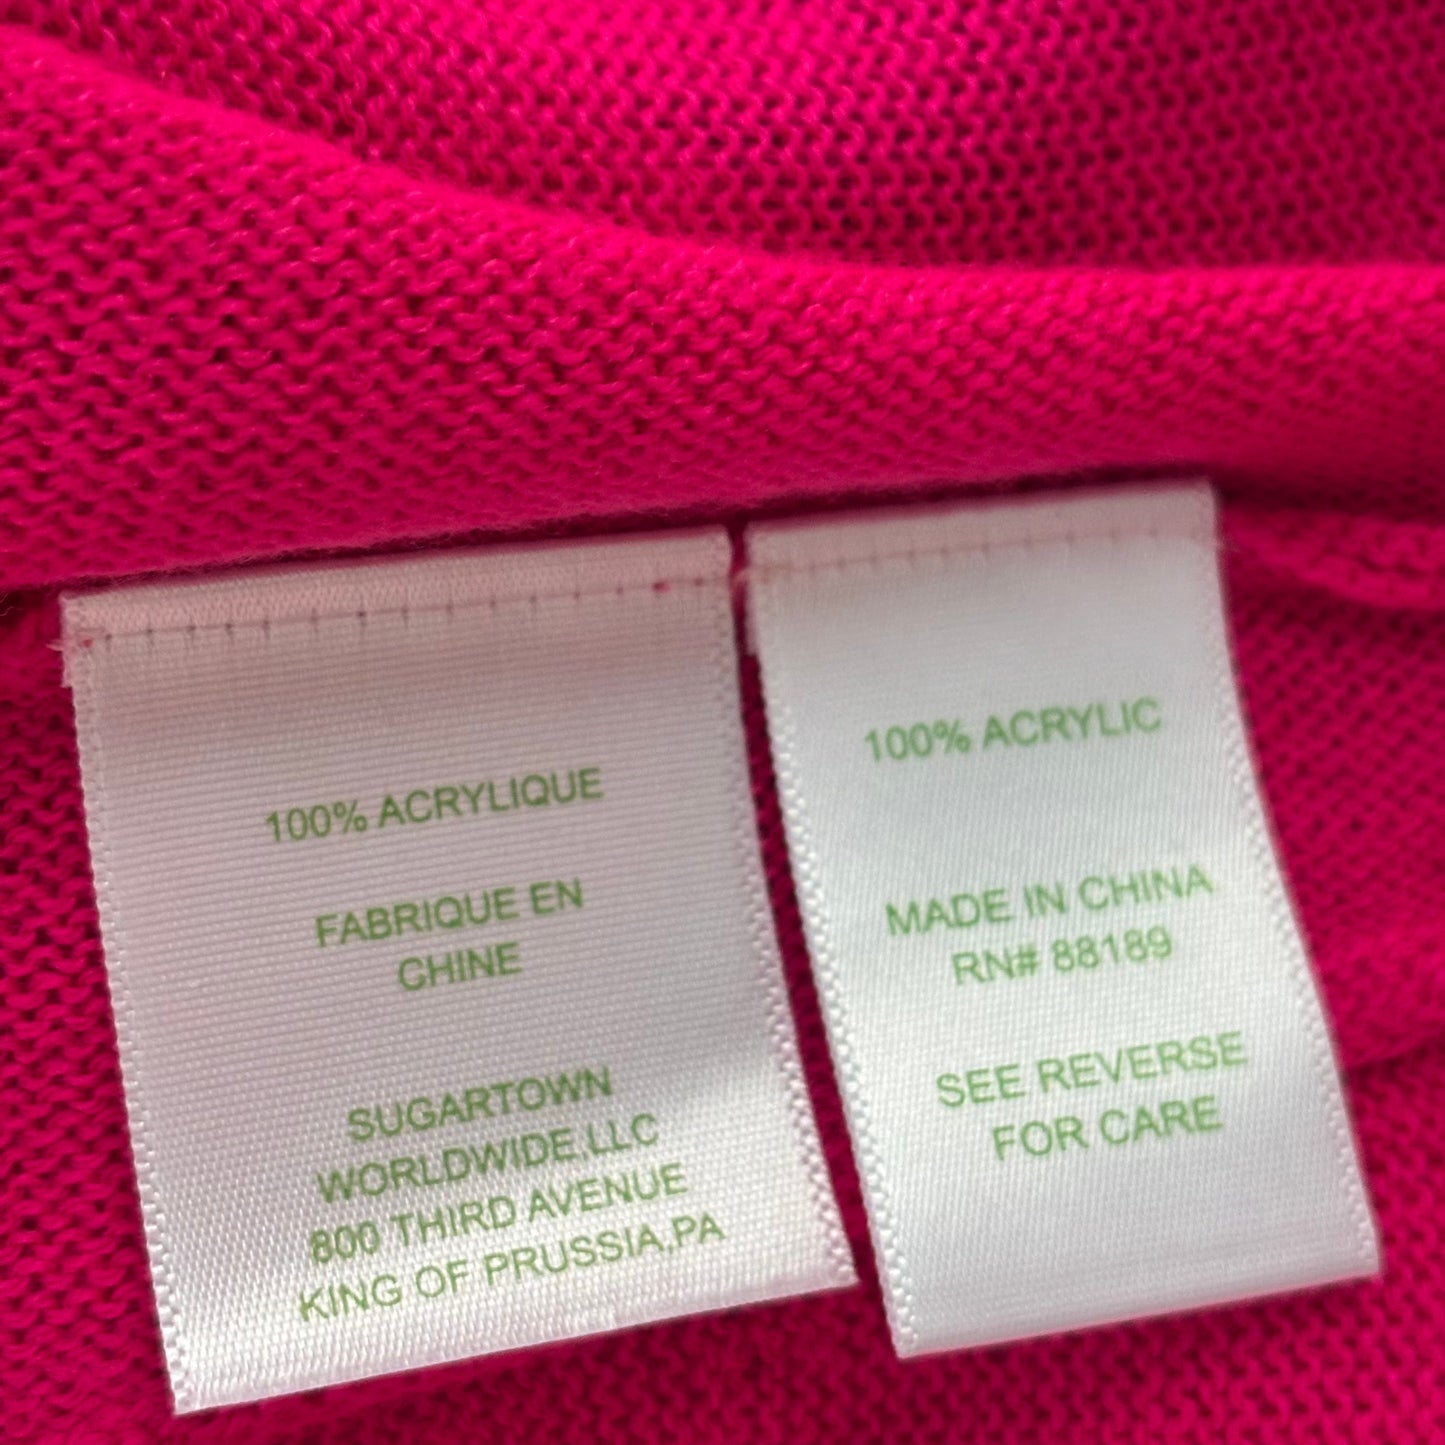 100% ACRYLIQUE
FABRIQUE EN
CHINE
SUGARTOWN
WORLDWIDE,LLC
800 THIRD AVENUE
KING OF PRUSSIA,PA
100% ACRYLIC
MADE IN CHINA
RN# 88189
SEE REVERSE
FOR CARE